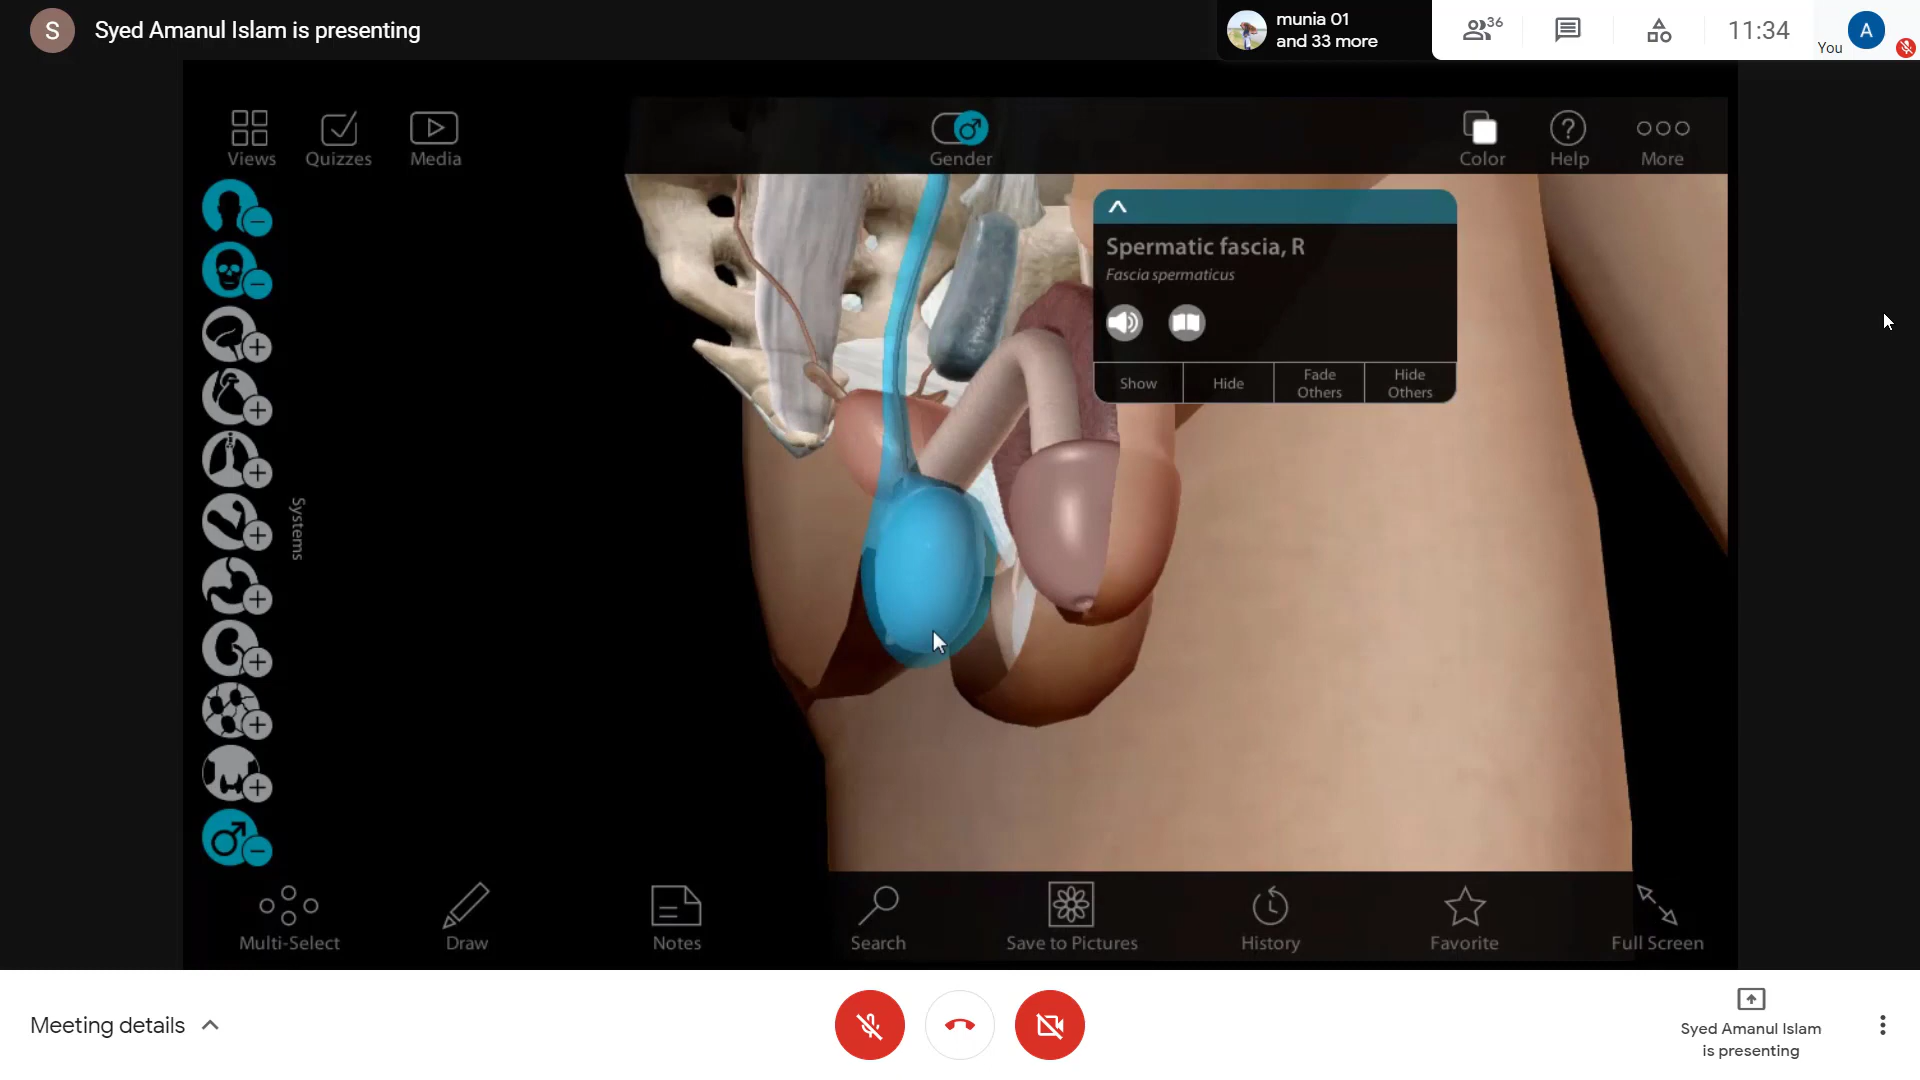 S
Syed Amanul Islam is presenting
munia 01
and 33 more
36
11:34
You
A
Views
Quizzes
Media
Gender
Color
Help
More
Spermatic fascia, R
Fascia spermaticus
Show
Hide
Fade
Others
Hide
Others
Systems
Multi-Select
Draw
Notes
Search
Save to Pictures
History
Favorite
Full Screen
Meeting details
Syed Amanul Islam
is presenting